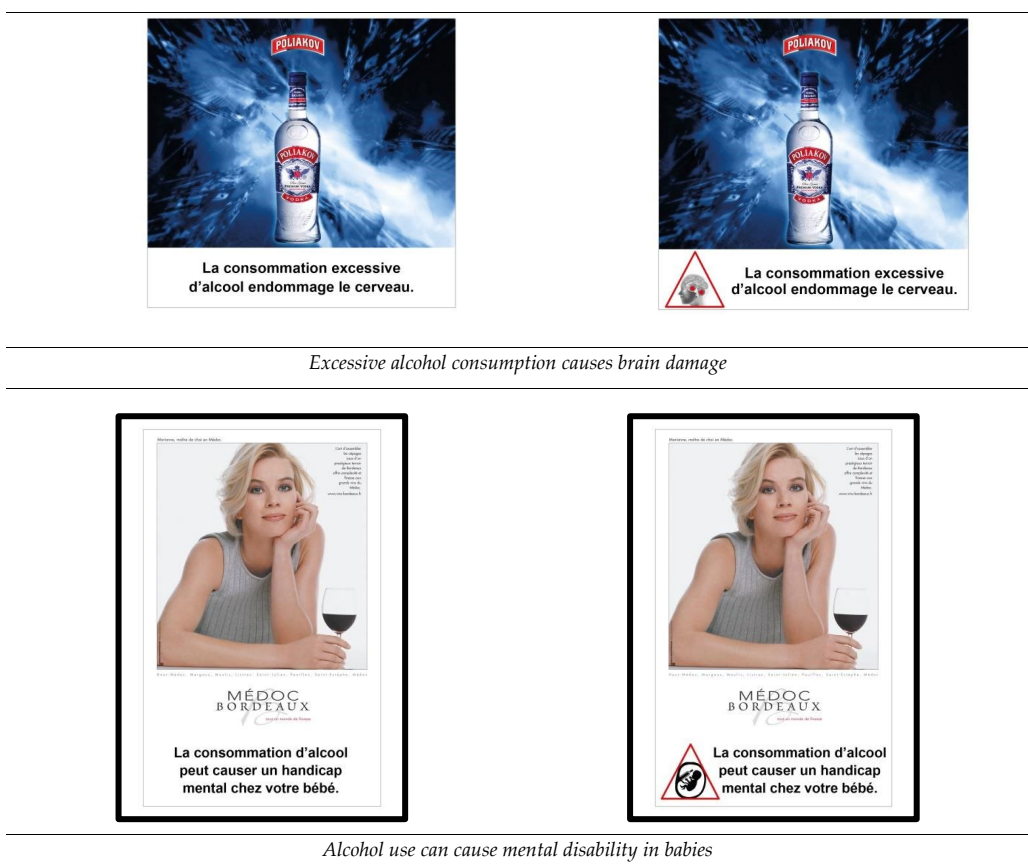 POLIAKOV
POLIAKOV
VODKA
La consommation excessive
d'alcool endommage le cerveau.
POLIAKOV
POLIAKOV
VODKA
La consommation excessive
d'alcool endommage le cerveau.
Excessive alcohol consumption causes brain damage
MÉDOC
BORDEAUX
La consommation d'alcool
peut causer un handicap
mental chez votre bébé.
MÉDOC
BORDEAUX
La consommation d'alcool
peut causer un handicap
mental chez votre bébé.
Alcohol use can cause mental disability in babies